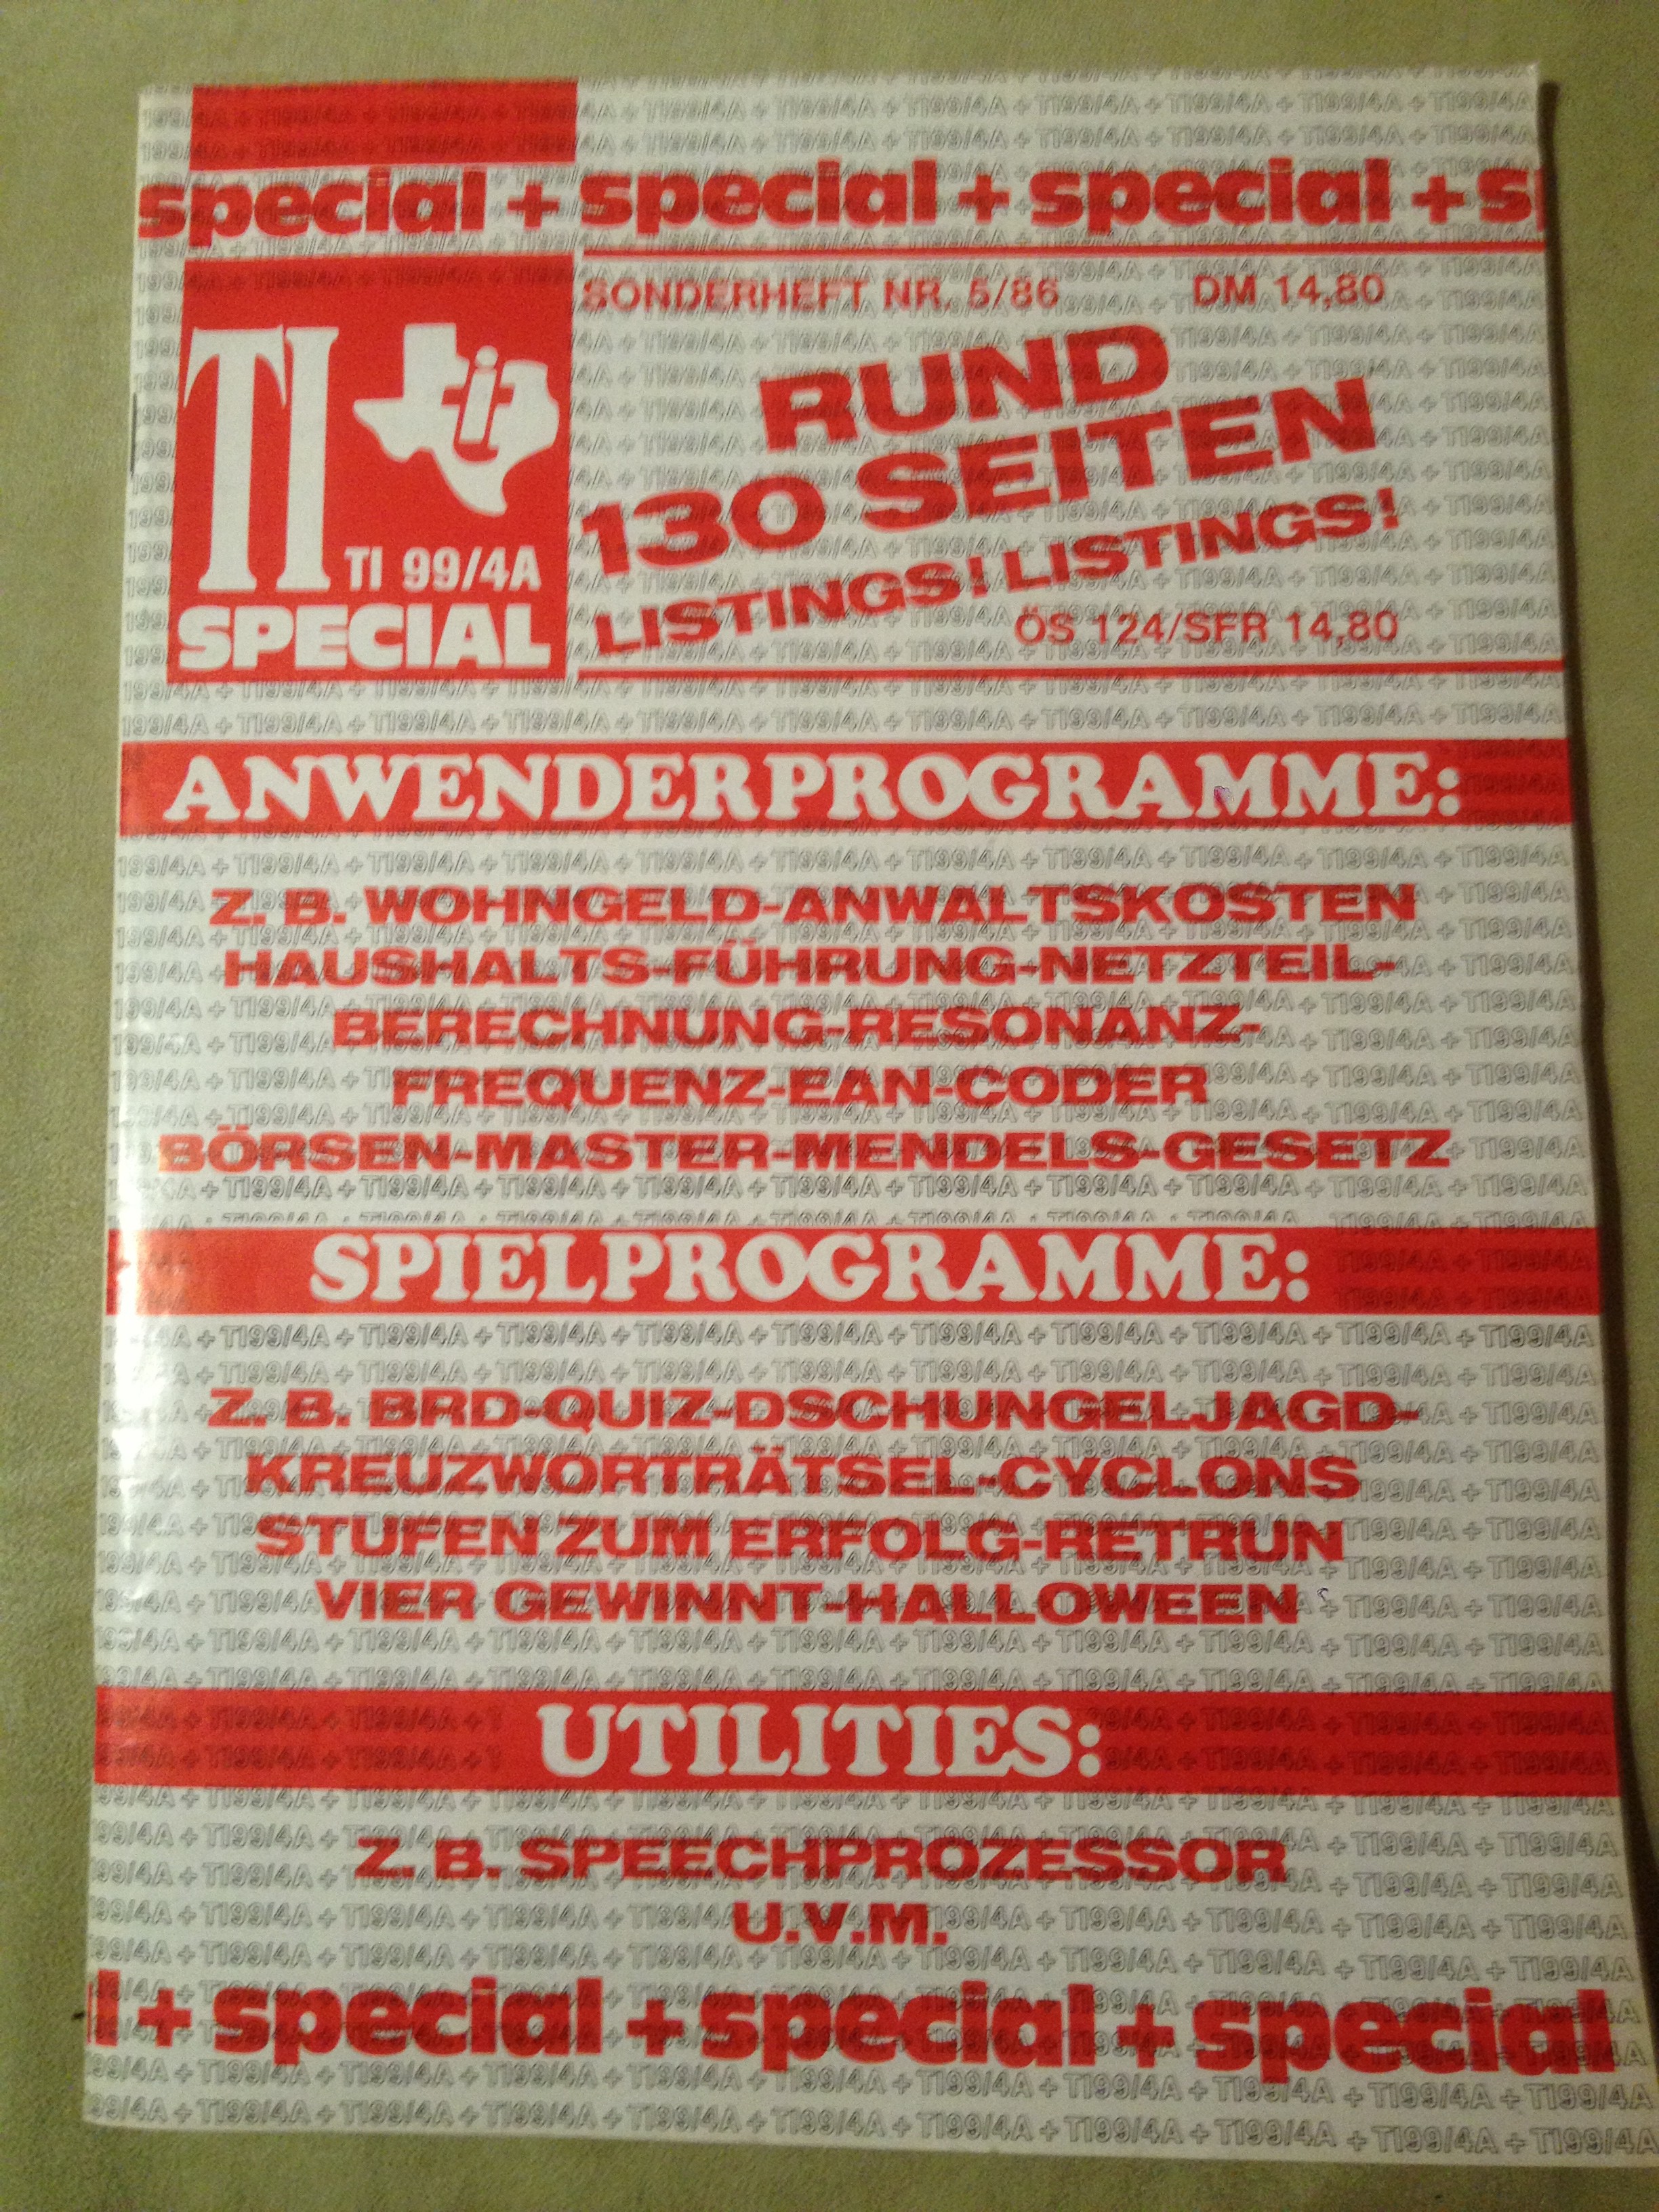 special + special + special + s
SONDERHEFT NR. 5/86 DM 14,80
RUND
130 SEITEN
LISTINGS! LISTINGS!
ÖS 124/SFR 14,80
TI
TI 99/4A
SPECIAL
ANWENDERPROGRAMME:
Z. B. WOHNGELD-ANWALTSKOSTEN
HAUSHALTS-FÜHRUNG-NETZTEIL-
BERECHNUNG-RESONANZ-
FREQUENZ-EAN-CODER
BÖRSEN-MASTER-MENDELS-GESETZ
SPIELPROGRAMME:
Z. B. BRD-QUIZ-DSCHUNGELJAGD-
KREUZWORTRÄTSEL-CYCLONS
STUFEN ZUM ERFOLG-RETRUN
VIER GEWINNT-HALLOWEEN
UTILITIES:
Z. B. SPEECHPROZESSOR
U.V.M.
l + special + special + special